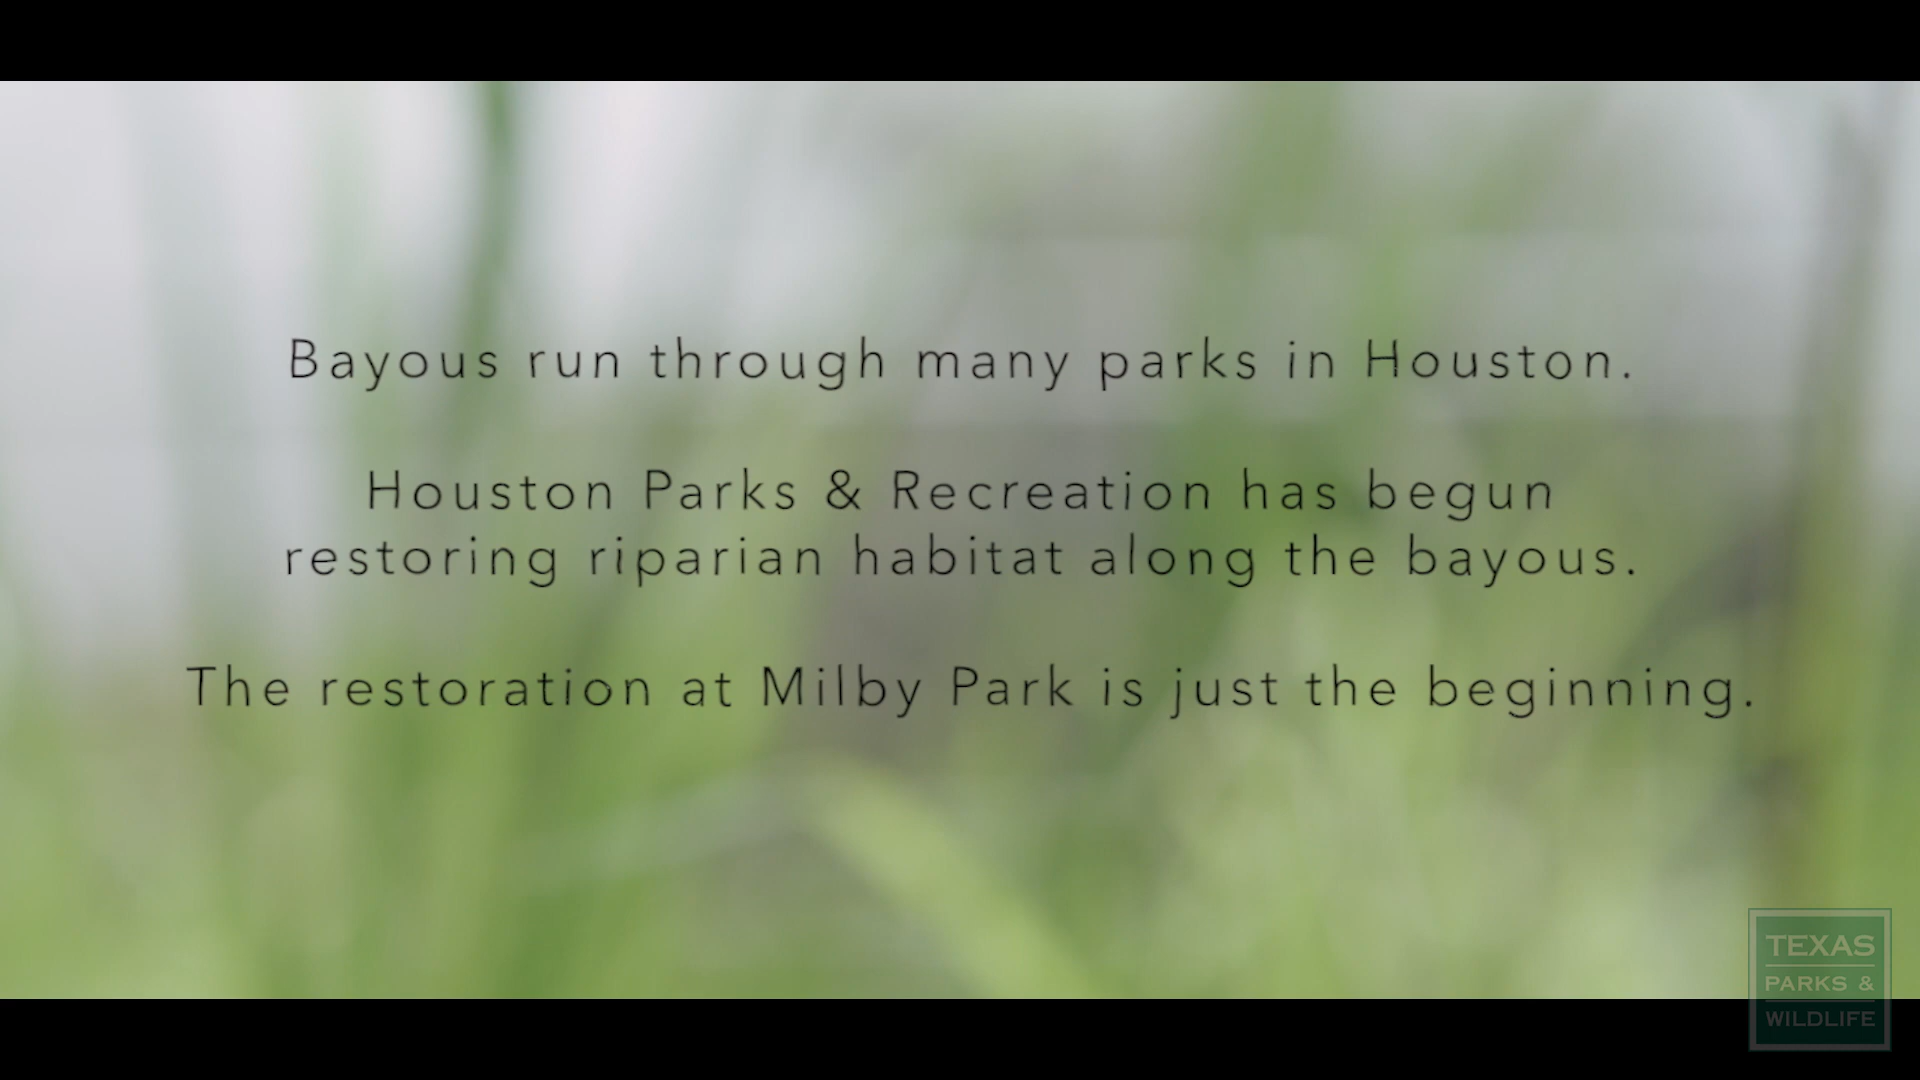 Bayous run through many parks in Houston.
Houston Parks & Recreation has begun
restoring riparian habitat along the bayous.
The restoration at Milby Park is just the beginning.
TEXAS
PARKS &
WILDLIFE